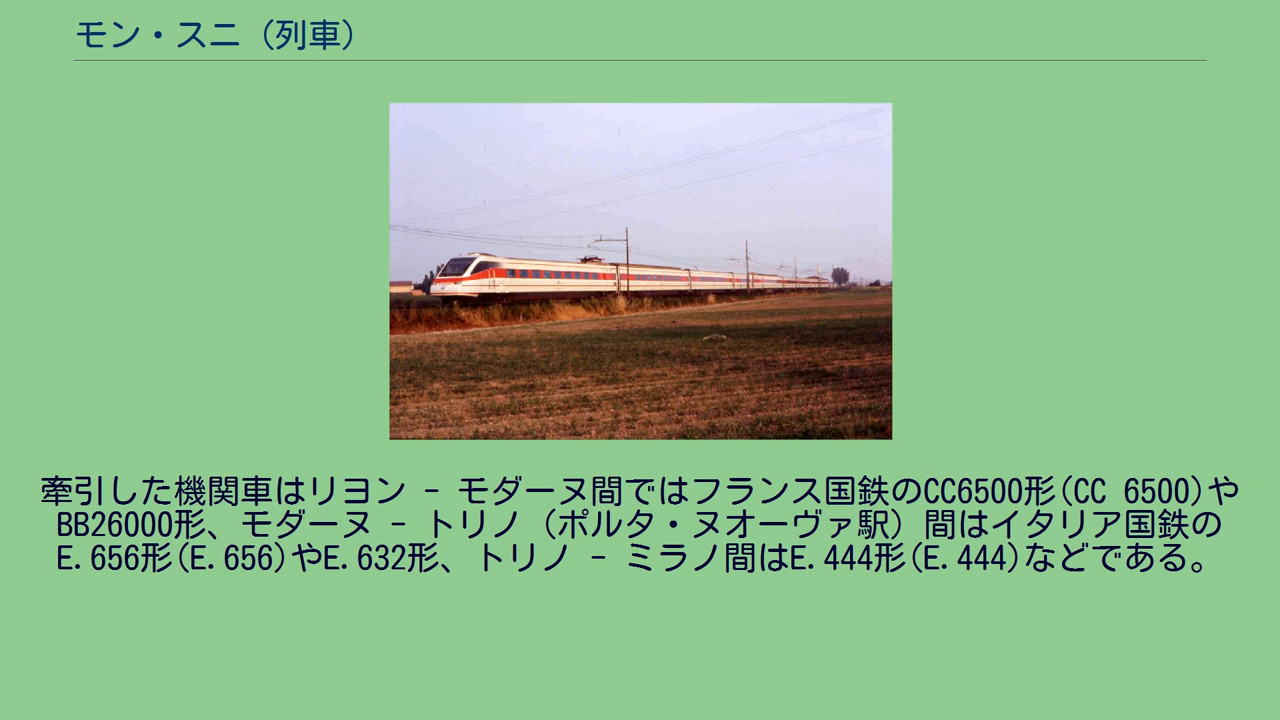 モン・スニ（列車）
牽引した機関車はリヨン - モダーヌ間ではフランス国鉄のCC6500形(CC 6500)や
BB26000形、モダーヌ - トリノ（ポルタ・ヌオーヴァ駅）間はイタリア国鉄の
E.656形(E.656)やE.632形、トリノ - ミラノ間はE.444形(E.444)などである。